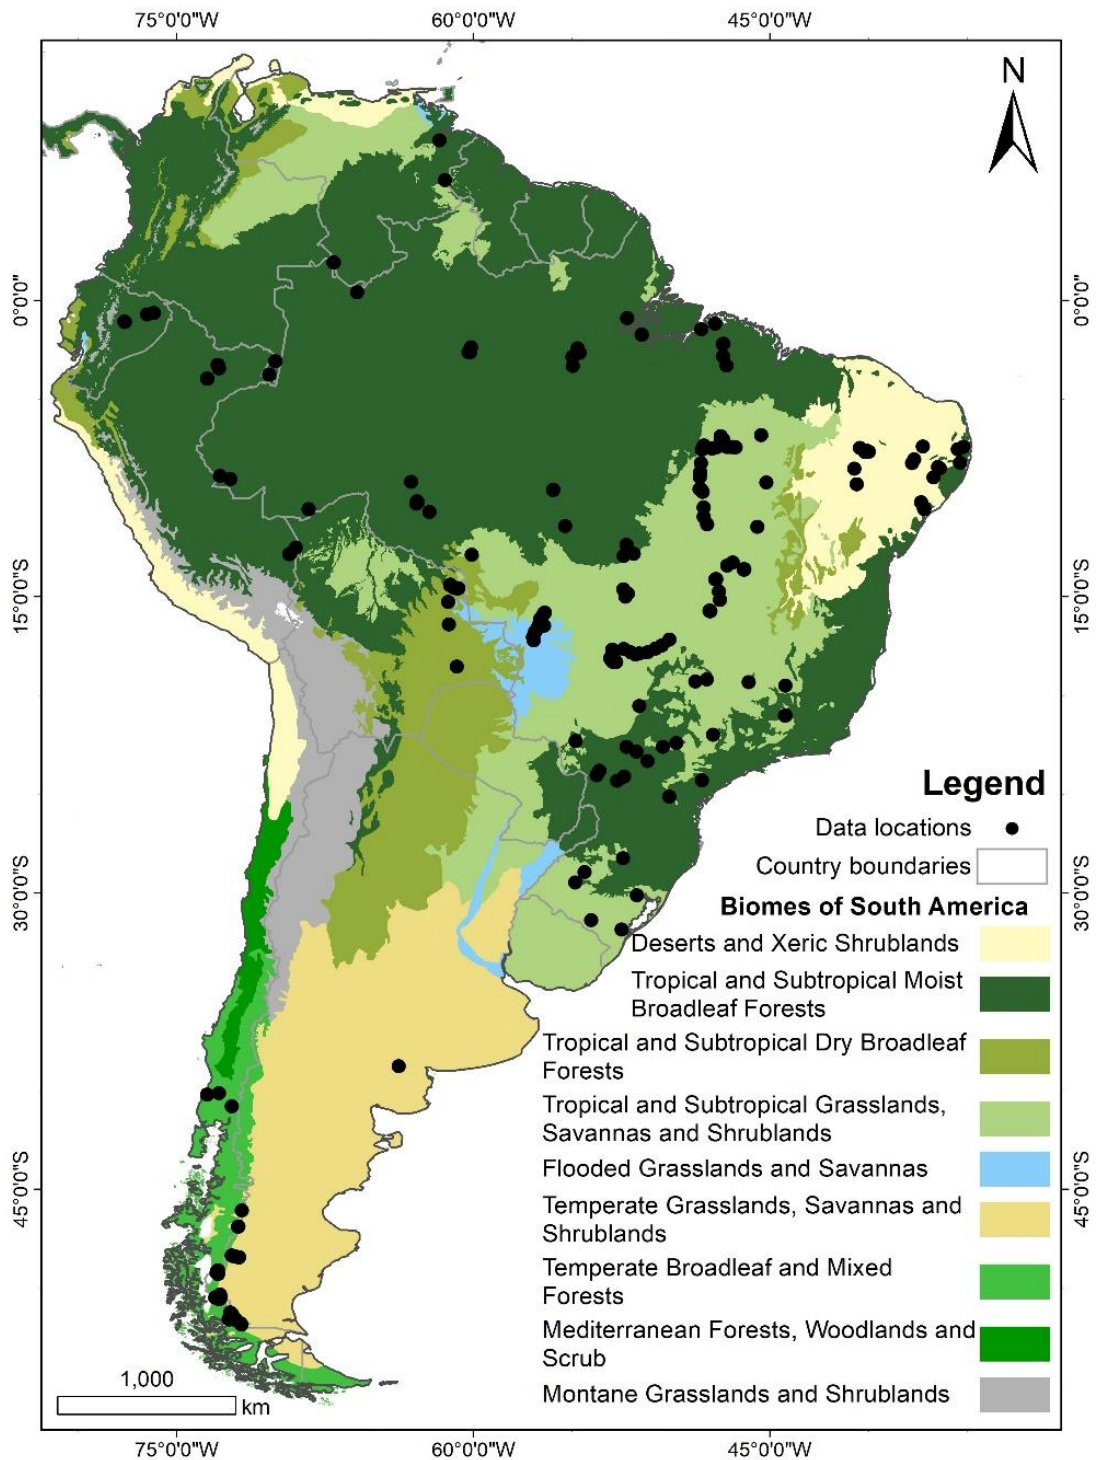 75°0'0"W
60°0'0"W
45°0'0"W
N
0°0'0"
0°0'0"
15°0'0"S
15°0'0"S
30°0'0"S
30°0'0"S
45°0'0"S
45°0'0"S
Legend
Data locations
Country boundaries
Biomes of South America
Deserts and Xeric Shrublands
Tropical and Subtropical Moist
Broadleaf Forests
Tropical and Subtropical Dry Broadleaf
Forests
Tropical and Subtropical Grasslands,
Savannas and Shrublands
Flooded Grasslands and Savannas
Temperate Grasslands, Savannas and
Shrublands
Temperate Broadleaf and Mixed
Forests
Mediterranean Forests, Woodlands and
Scrub
Montane Grasslands and Shrublands
1,000
km
75°0'0"W
60°0'0"W
45°0'0"W